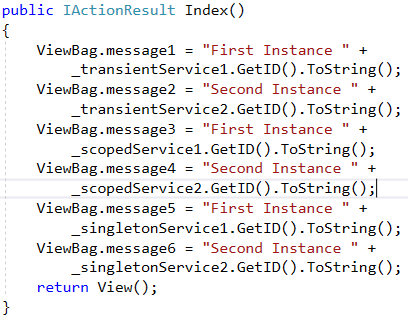 public IActionResult Index()
{
    ViewBag.message1 = "First Instance " +
        _transientService1.GetID().ToString();
    ViewBag.message2 = "Second Instance " +
        _transientService2.GetID().ToString();
    ViewBag.message3 = "First Instance " +
        _scopedService1.GetID().ToString();
    ViewBag.message4 = "Second Instance " +
        _scopedService2.GetID().ToString();
    ViewBag.message5 = "First Instance " +
        _singletonService1.GetID().ToString();
    ViewBag.message6 = "Second Instance " +
        _singletonService2.GetID().ToString();
    return View();
}